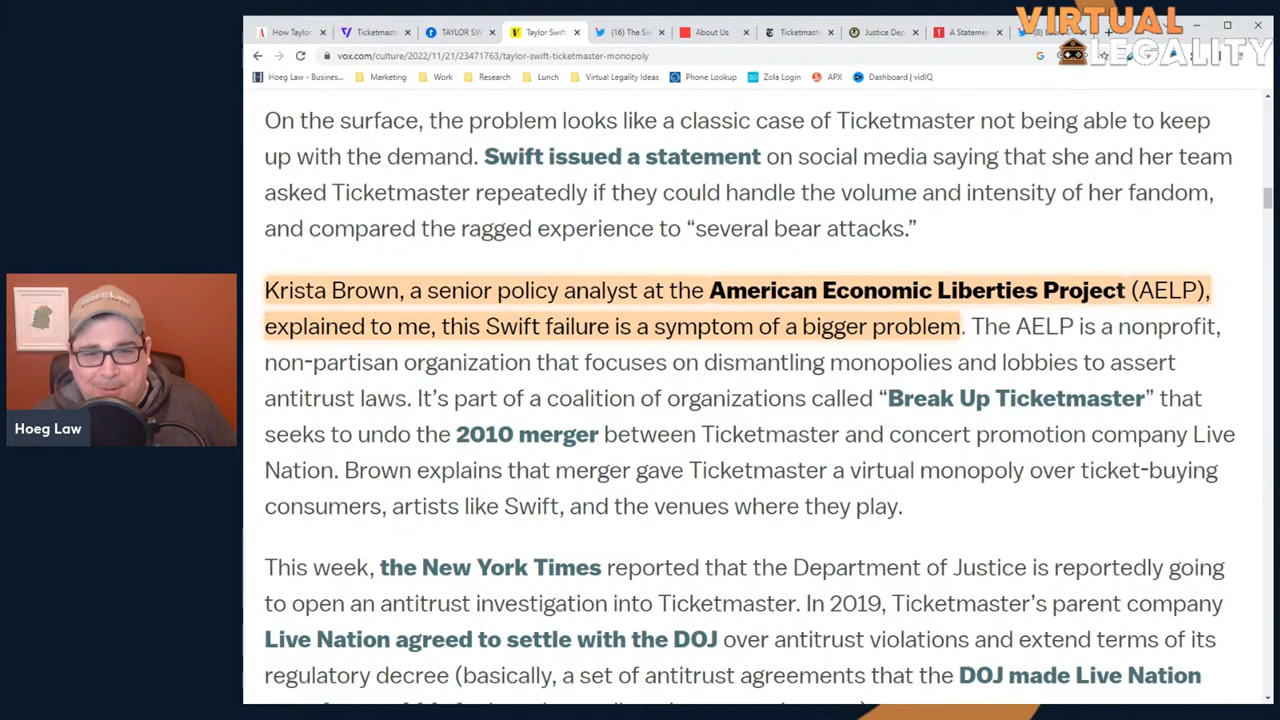 VIRTUAL
LEGALITY
How Taylor
Ticketmast
TAYLOR SW
Taylor Swif
(16) The Sw
About Us
Ticketmast
Justice Dep
A Statemen
vox.com/culture/2022/11/21/23471763/taylor-swift-ticketmaster-monopoly
Hoeg Law - Busines...
Marketing
Work
Research
Lunch
Virtual Legality Ideas
Phone Lookup
Zola Login
APX
Dashboard | vidIQ
On the surface, the problem looks like a classic case of Ticketmaster not being able to keep
up with the demand. Swift issued a statement on social media saying that she and her team
asked Ticketmaster repeatedly if they could handle the volume and intensity of her fandom,
and compared the ragged experience to “several bear attacks.”
Krista Brown, a senior policy analyst at the American Economic Liberties Project (AELP),
explained to me, this Swift failure is a symptom of a bigger problem. The AELP is a nonprofit,
non-partisan organization that focuses on dismantling monopolies and lobbies to assert
antitrust laws. It’s part of a coalition of organizations called “Break Up Ticketmaster” that
seeks to undo the 2010 merger between Ticketmaster and concert promotion company Live
Nation. Brown explains that merger gave Ticketmaster a virtual monopoly over ticket-buying
consumers, artists like Swift, and the venues where they play.
This week, the New York Times reported that the Department of Justice is reportedly going
to open an antitrust investigation into Ticketmaster. In 2019, Ticketmaster’s parent company
Live Nation agreed to settle with the DOJ over antitrust violations and extend terms of its
regulatory decree (basically, a set of antitrust agreements that the DOJ made Live Nation
Hoeg Law